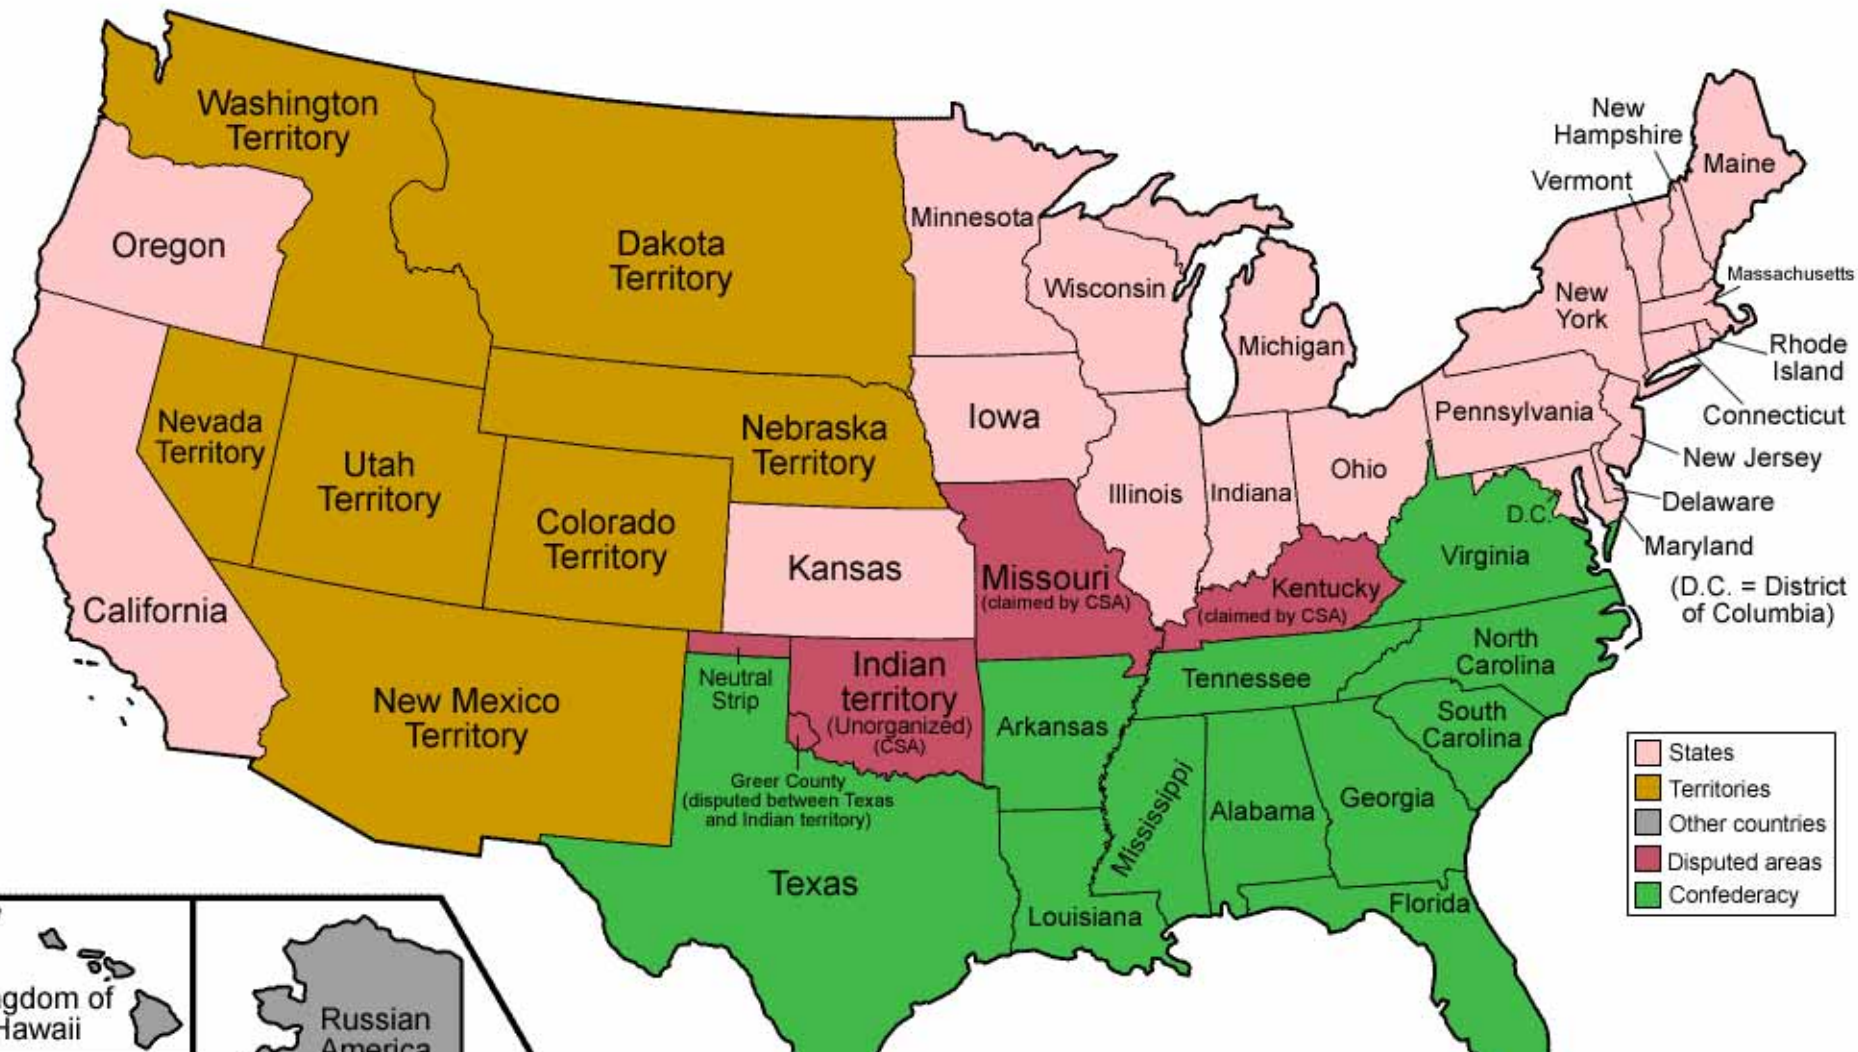 Washington
Territory
Oregon
Dakota
Territory
Minnesota
Wisconsin
Michigan
New
Hampshire
Vermont
Maine
Massachusetts
New
York
Rhode
Island
Connecticut
Pennsylvania
New Jersey
Delaware
Maryland
(D.C. = District
of Columbia)
D.C.
Nevada
Territory
Utah
Territory
Colorado
Territory
Nebraska
Territory
Iowa
Illinois
Indiana
Ohio
Kansas
Missouri
(claimed by CSA)
Kentucky
(claimed by CSA)
Virginia
California
New Mexico
Territory
Neutral
Strip
Indian
territory
(Unorganized)
(CSA)
Greer County
(disputed between Texas
and Indian territory)
Arkansas
Tennessee
North
Carolina
South
Carolina
Texas
Louisiana
Mississippi
Alabama
Georgia
Florida
States
Territories
Other countries
Disputed areas
Confederacy
ngdom of
Hawaii
Russian
America